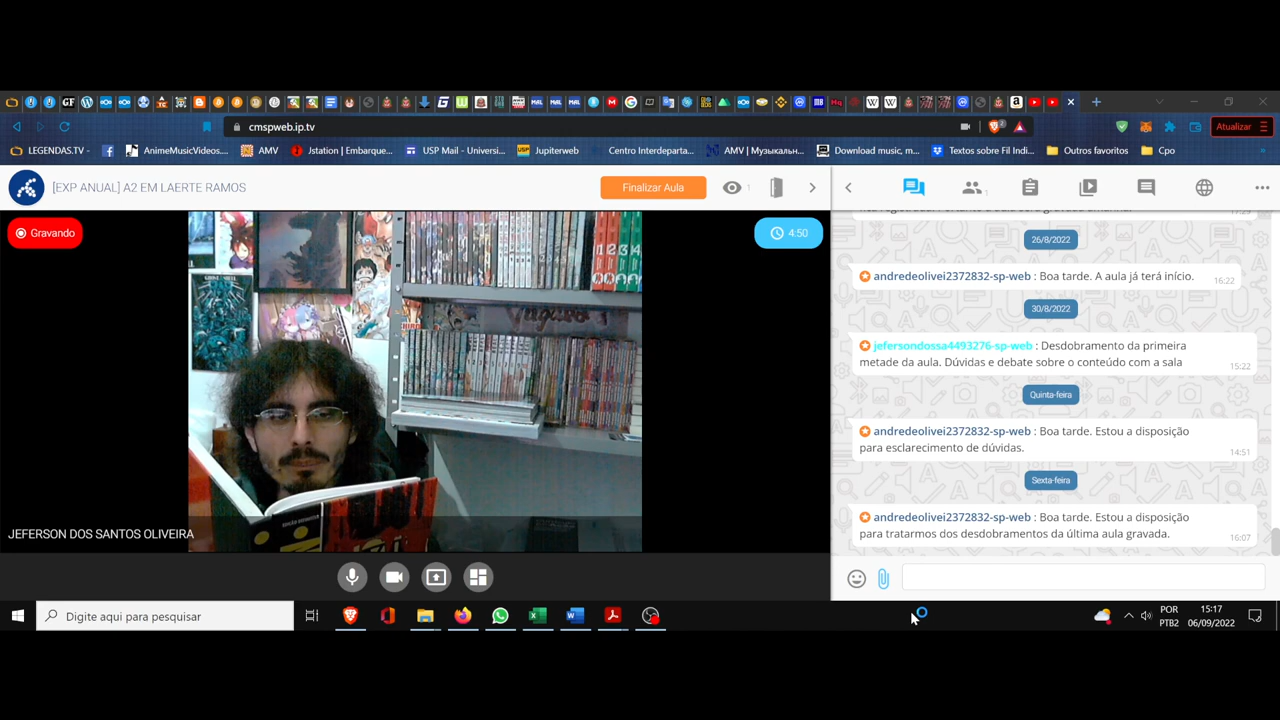 cmspweb.ip.tv
Atualizar
LEGENDAS.TV
AnimeMusicVideos...
AMV
Jstation | Embarque...
USP Mail - Universi...
Jupiterweb
Centro Interdeparta...
AMV | Музыкальн...
Download music, m...
Textos sobre Fil Indi...
Outros favoritos
Cpo
[EXP ANUAL] A2 EM LAERTE RAMOS
Finalizar Aula
1
1
Gravando
4:50
JEFERSON DOS SANTOS OLIVEIRA
26/8/2022
andredeolivei2372832-sp-web : Boa tarde. A aula já terá início.
16:22
30/8/2022
jefersondossa4493276-sp-web : Desdobramento da primeira
metade da aula. Dúvidas e debate sobre o conteúdo com a sala
15:22
Quinta-feira
andredeolivei2372832-sp-web : Boa tarde. Estou a disposição
para esclarecimento de dúvidas.
14:51
Sexta-feira
andredeolivei2372832-sp-web : Boa tarde. Estou a disposição
para tratarmos dos desdobramentos da última aula gravada.
16:07
Digite aqui para pesquisar
POR
PTB2
15:17
06/09/2022